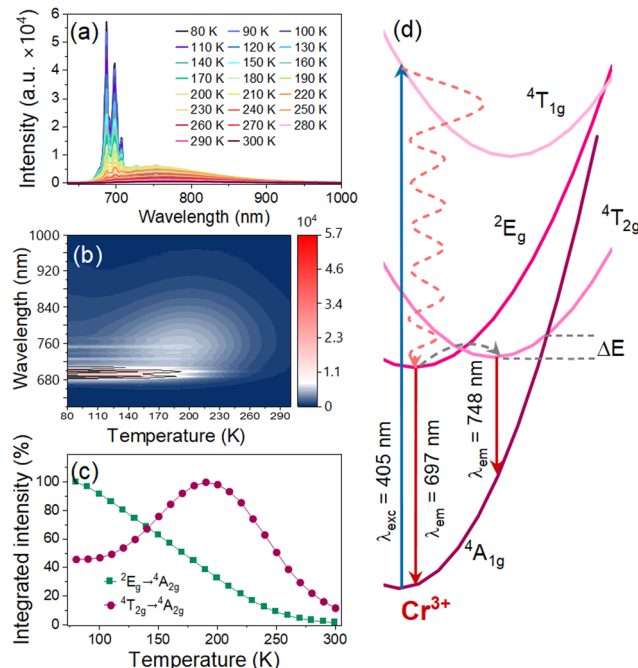 (a)
Intensity (a.u. × 10⁴)
6
5
4
3
2
1
0
80 K 90 K 100 K
110 K 120 K 130 K
140 K 150 K 160 K
170 K 180 K 190 K
200 K 210 K 220 K
230 K 240 K 250 K
260 K 270 K 280 K
290 K 300 K
700 800 900 1000
Wavelength (nm)
(b)
Wavelength (nm)
1000
920
840
760
680
80 110 140 170 200 230 260 290
Temperature (K)
10⁴
5.7
4.6
3.4
2.3
1.1
0
(c)
Integrated intensity (%)
100
75
50
25
0
²Eg→⁴A2g
⁴T2g→⁴A2g
100 150 200 250 300
Temperature (K)
(d)
⁴T1g
²Eg
⁴T2g
ΔE
λexc = 405 nm
λem = 697 nm
λem = 748 nm
⁴A1g
Cr³⁺